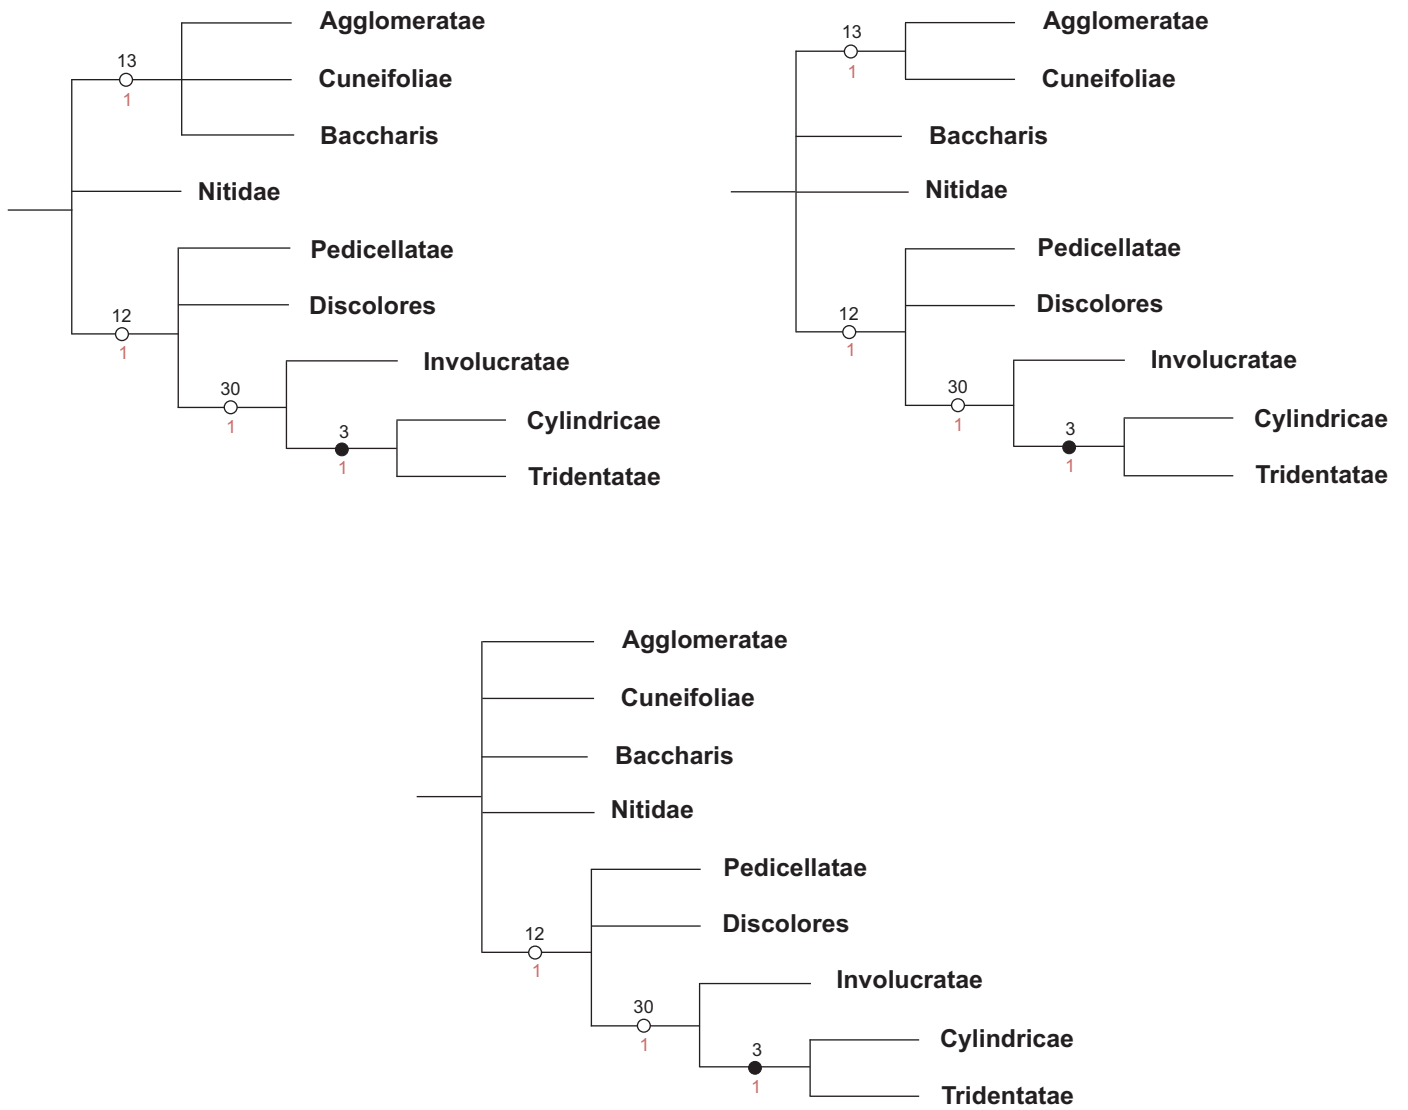 Agglomeratae
13
1
Cuneifoliae
Baccharis
Nitidae
Pedicellatae
Discolores
12
1
Involucratae
30
1
Cylindricae
3
1
Tridentatae
Agglomeratae
13
1
Cuneifoliae
Baccharis
Nitidae
Pedicellatae
Discolores
12
1
Involucratae
30
1
Cylindricae
3
1
Tridentatae
Agglomeratae
Cuneifoliae
Baccharis
Nitidae
Pedicellatae
Discolores
12
1
Involucratae
30
1
Cylindricae
3
1
Tridentatae